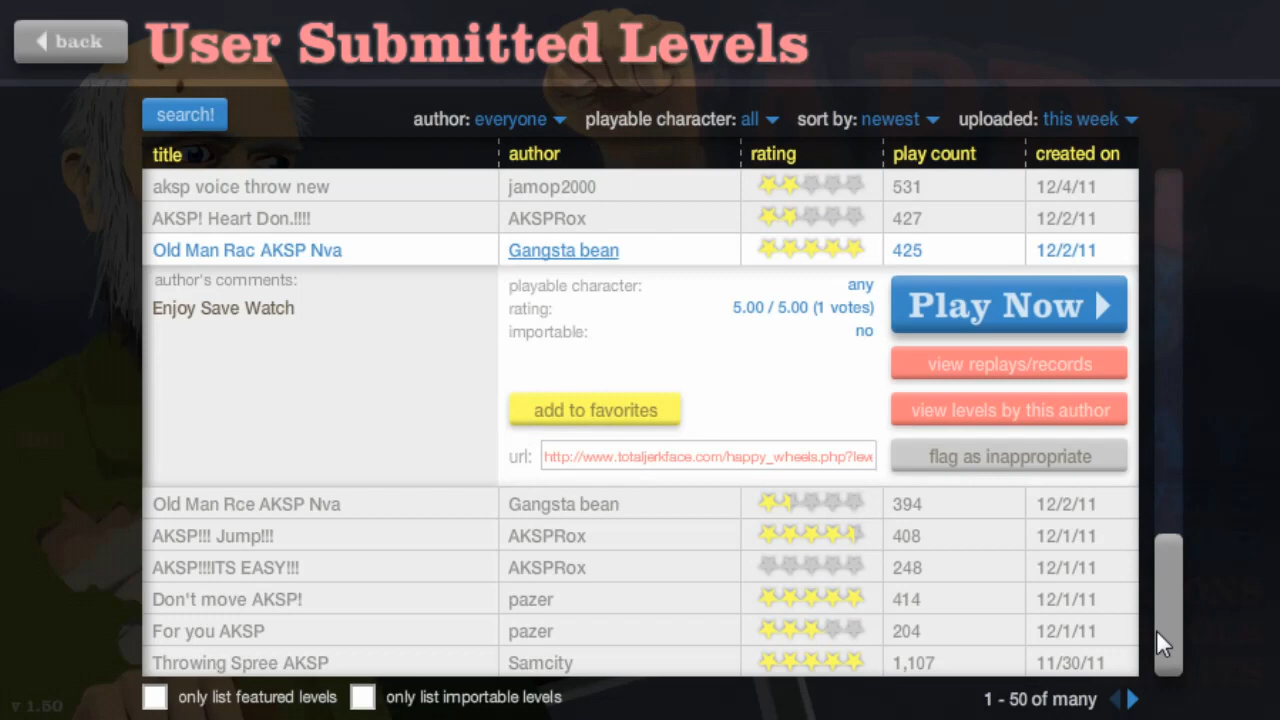 back
User Submitted Levels
search!
author: everyone playable character: all sort by: newest uploaded: this week
title author rating play count created on
aksp voice throw new jamop2000 531 12/4/11
AKSP! Heart Don.!!!! AKSPRox 427 12/2/11
Old Man Rac AKSP Nva Gangsta bean 425 12/2/11
author's comments:
Enjoy Save Watch
playable character: any
rating: 5.00 / 5.00 (1 votes)
importable: no
Play Now
view replays/records
add to favorites
view levels by this author
url: http://www.totaljerkface.com/happy_wheels.php?leve
flag as inappropriate
Old Man Rce AKSP Nva Gangsta bean 394 12/2/11
AKSP!!! Jump!!! AKSPRox 408 12/1/11
AKSP!!!ITS EASY!!! AKSPRox 248 12/1/11
Don't move AKSP! pazer 414 12/1/11
For you AKSP pazer 204 12/1/11
Throwing Spree AKSP Samcity 1,107 11/30/11
only list featured levels only list importable levels
1 - 50 of many
v 1.50